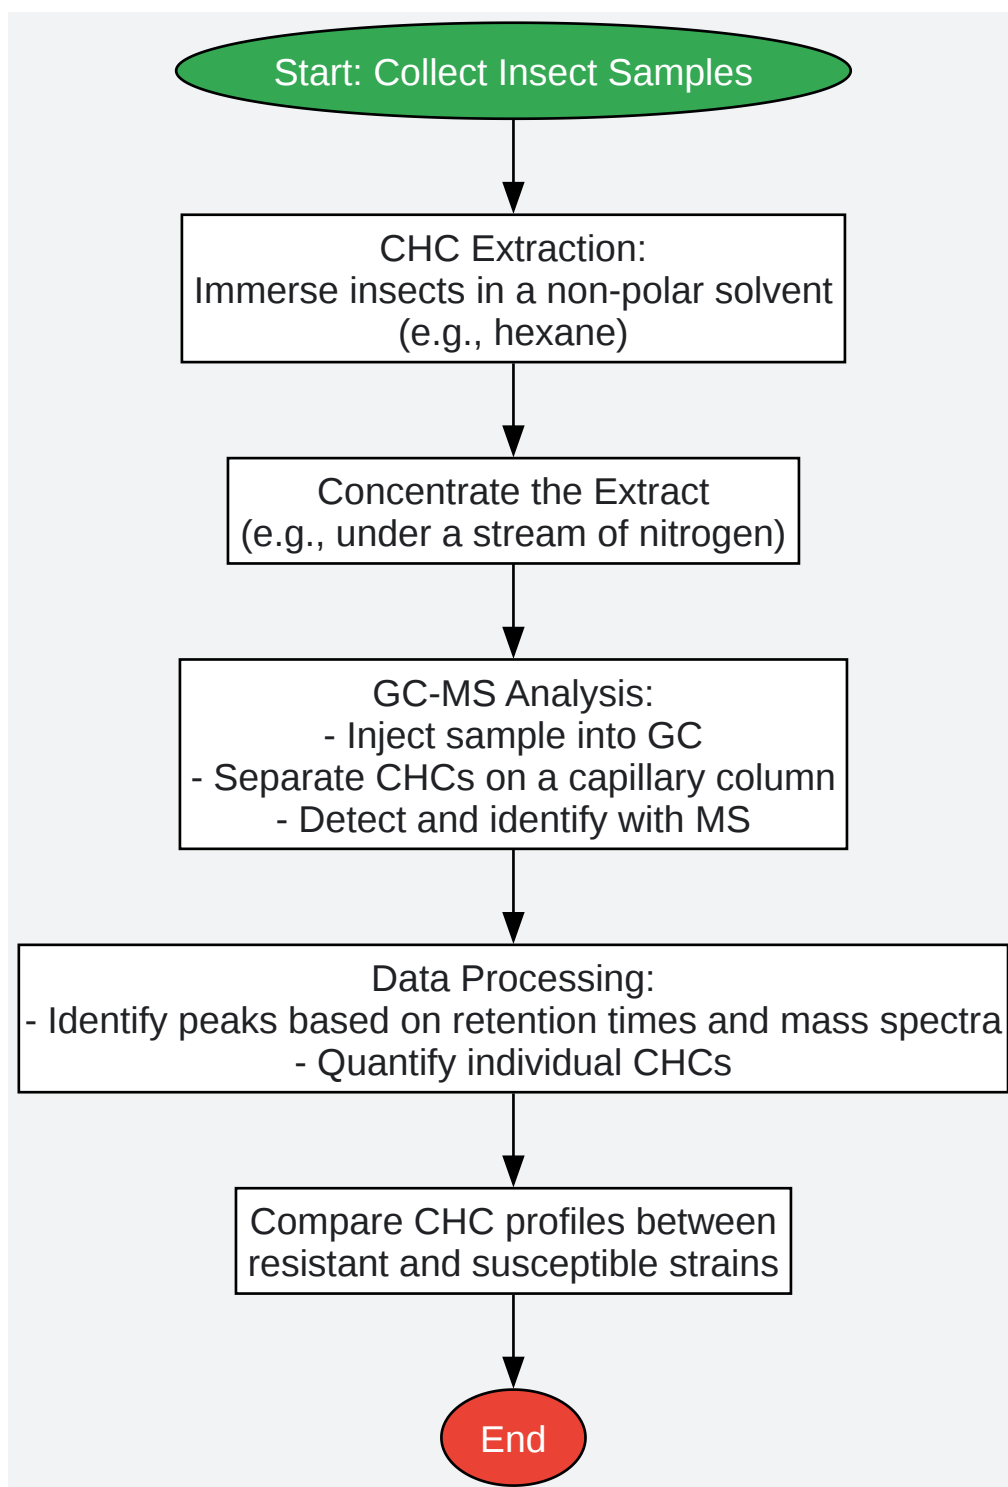 Start: Collect Insect Samples
CHC Extraction:
Immerse insects in a non-polar solvent
(e.g., hexane)
Concentrate the Extract
(e.g., under a stream of nitrogen)
GC-MS Analysis:
- Inject sample into GC
- Separate CHCs on a capillary column
- Detect and identify with MS
Data Processing:
- Identify peaks based on retention times and mass spectra
- Quantify individual CHCs
Compare CHC profiles between
resistant and susceptible strains
End